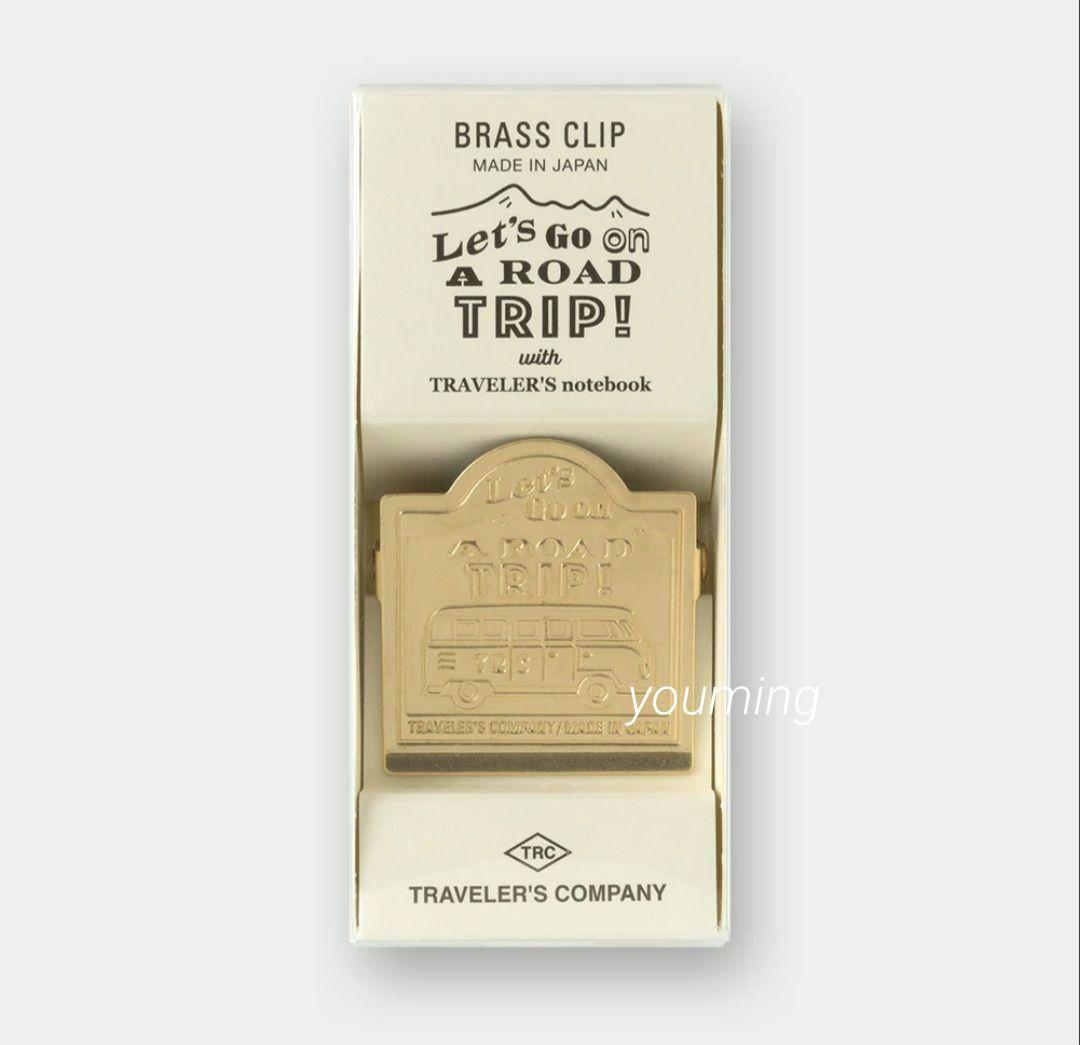 BRASS CLIP
MADE IN JAPAN
Let's GO on
A ROAD
TRIP!
with
TRAVELER'S notebook
Let's
Go on
A ROAD
TRIP!
TRC
youming
TRAVELER'S COMPANY/MADE IN JAPAN
TRC
TRAVELER'S COMPANY